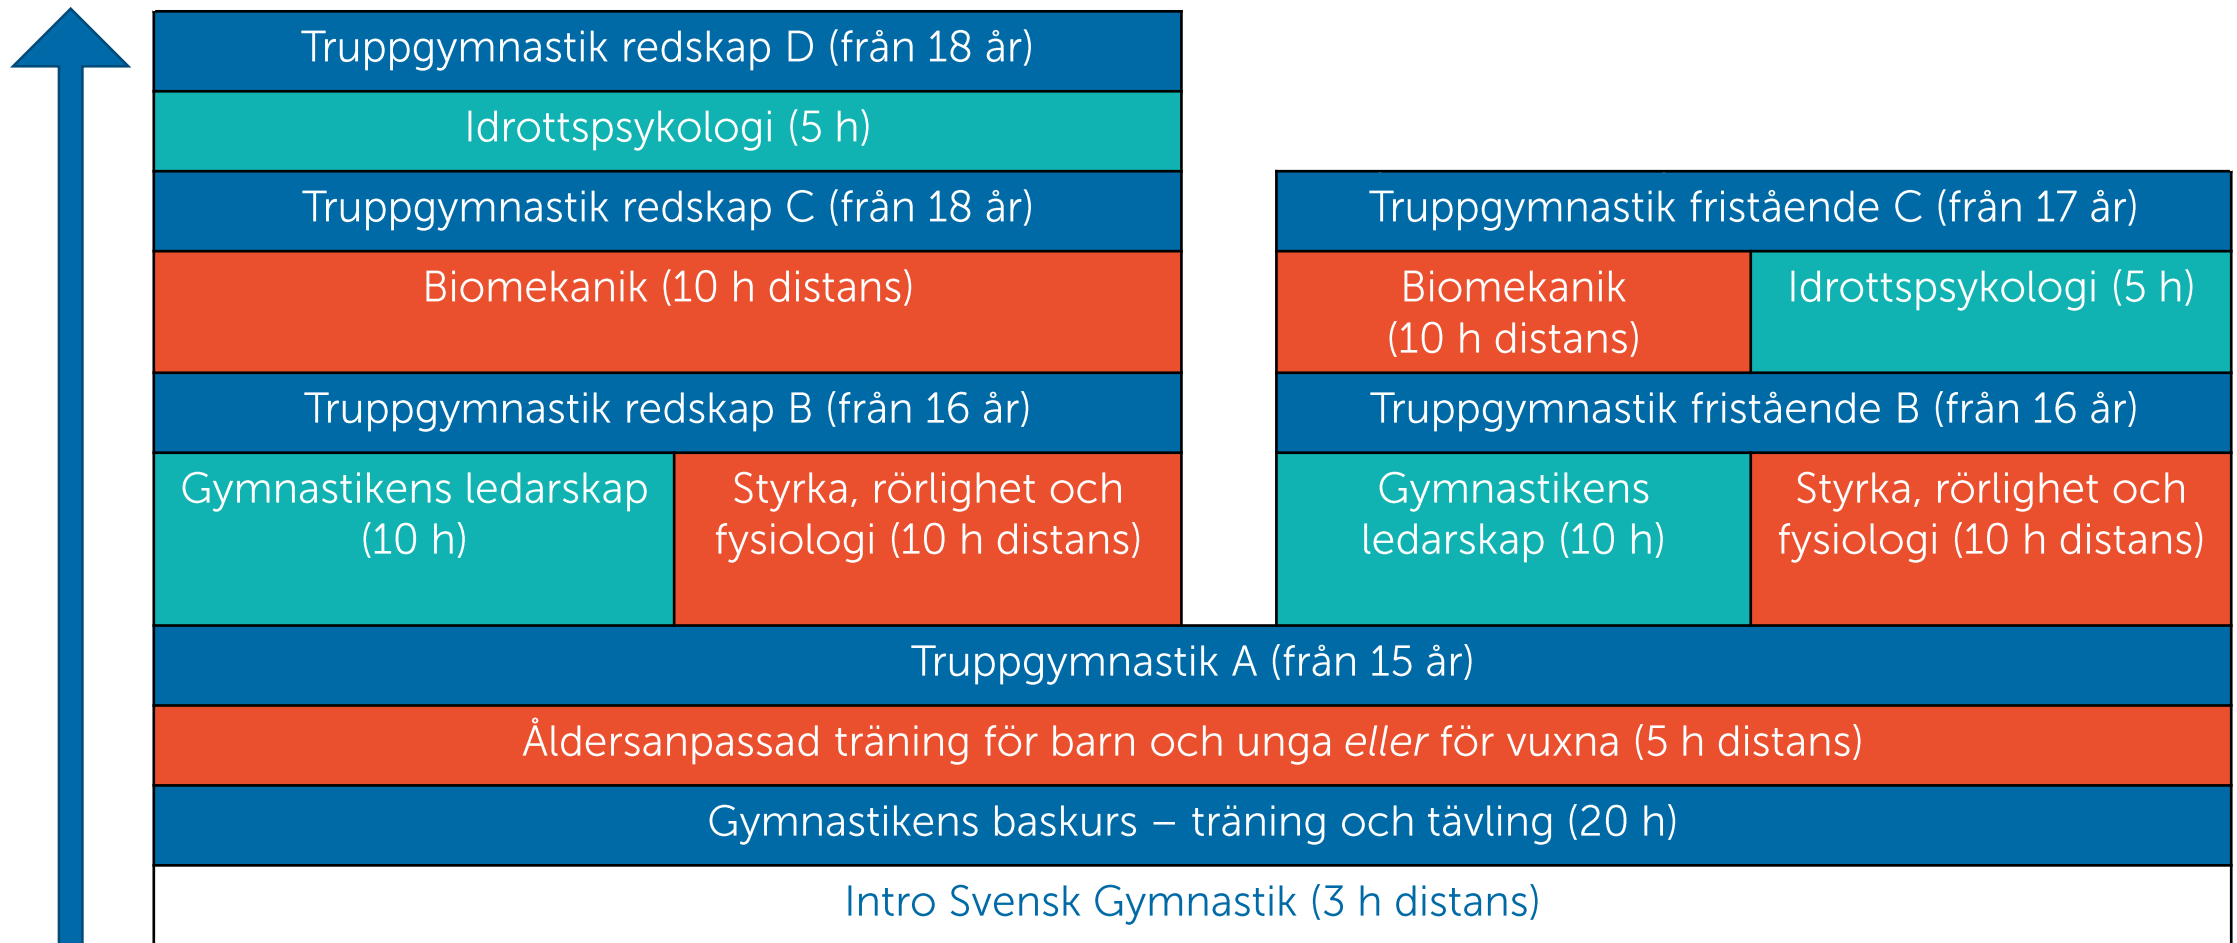 Truppgymnastik redskap D (från 18 år)
Idrottspsykologi (5 h)
Truppgymnastik redskap C (från 18 år)
Biomekanik (10 h distans)
Truppgymnastik redskap B (från 16 år)
Gymnastikens ledarskap
(10 h)
Styrka, rörlighet och
fysiologi (10 h distans)
Truppgymnastik fristående C (från 17 år)
Biomekanik
(10 h distans)
Idrottspsykologi (5 h)
Truppgymnastik fristående B (från 16 år)
Gymnastikens
ledarskap (10 h)
Styrka, rörlighet och
fysiologi (10 h distans)
Truppgymnastik A (från 15 år)
Åldersanpassad träning för barn och unga eller för vuxna (5 h distans)
Gymnastikens baskurs – träning och tävling (20 h)
Intro Svensk Gymnastik (3 h distans)